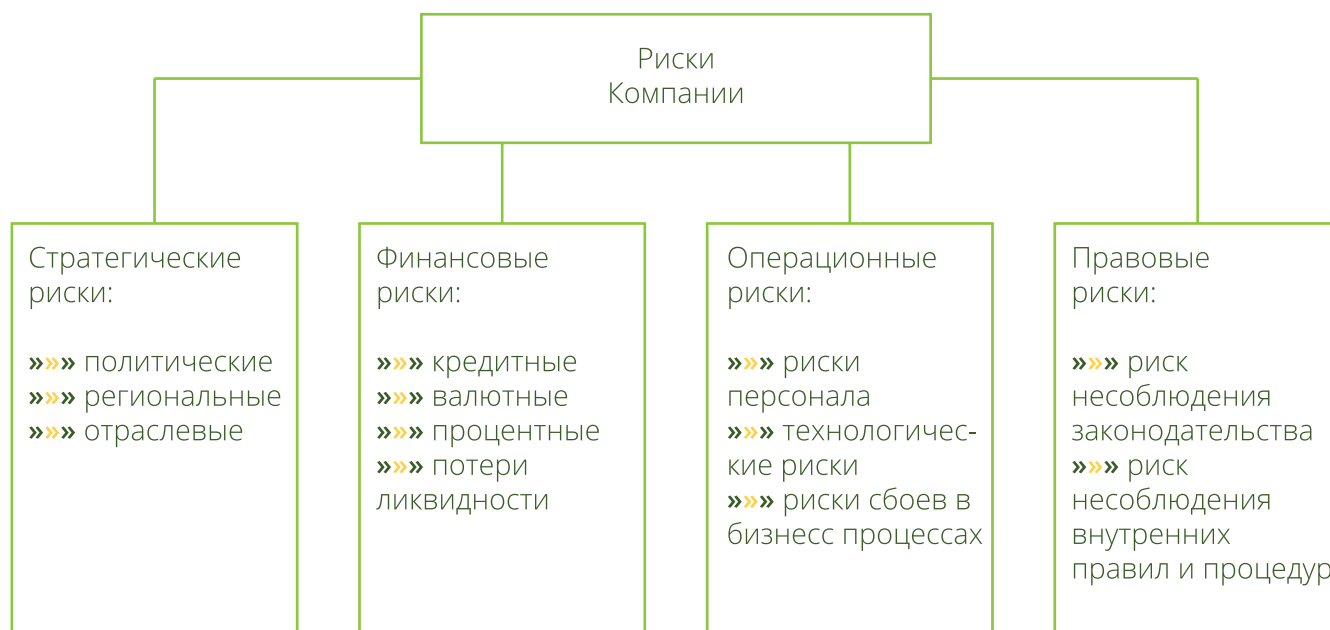 Риски
Компании
Стратегические
риски:
»»» политические
»»» региональные
»»» отраслевые
Финансовые
риски:
»»» кредитные
»»» валютные
»»» процентные
»»» потери
ликвидности
Операционные
риски:
»»» риски
персонала
»»» технологичес-
кие риски
»»» риски сбоев в
бизнесс процессах
Правовые
риски:
»»» риск
несоблюдения
законодательства
»»» риск
несоблюдения
внутренних
правил и процедур